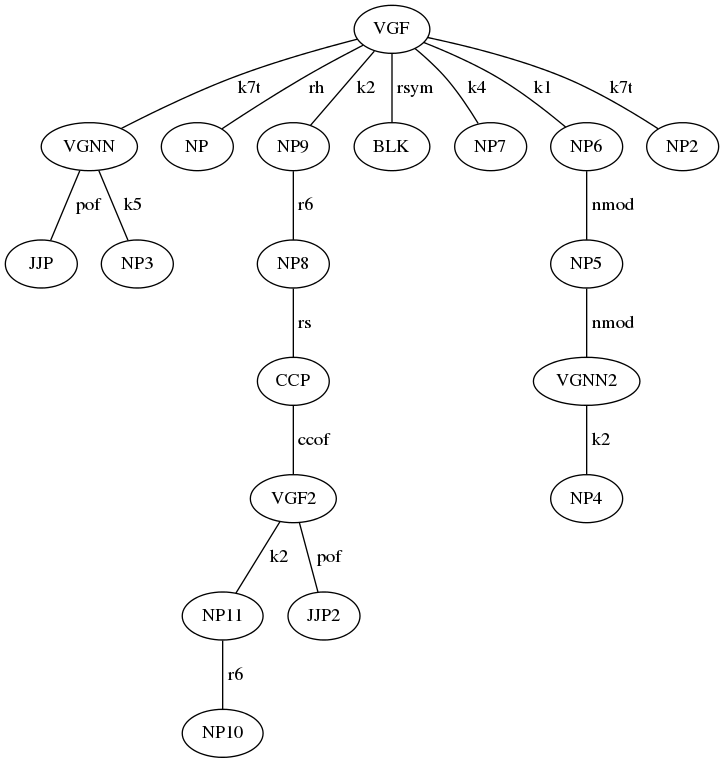 VGF
k7t rh k2 rsym k4 k1 k7t
VGNN NP NP9 BLK NP7 NP6 NP2
pof k5 r6 nmod
JJP NP3 NP8 NP5
rs nmod
CCP VGNN2
ccof k2
VGF2 NP4
k2 pof
NP11 JJP2
r6
NP10